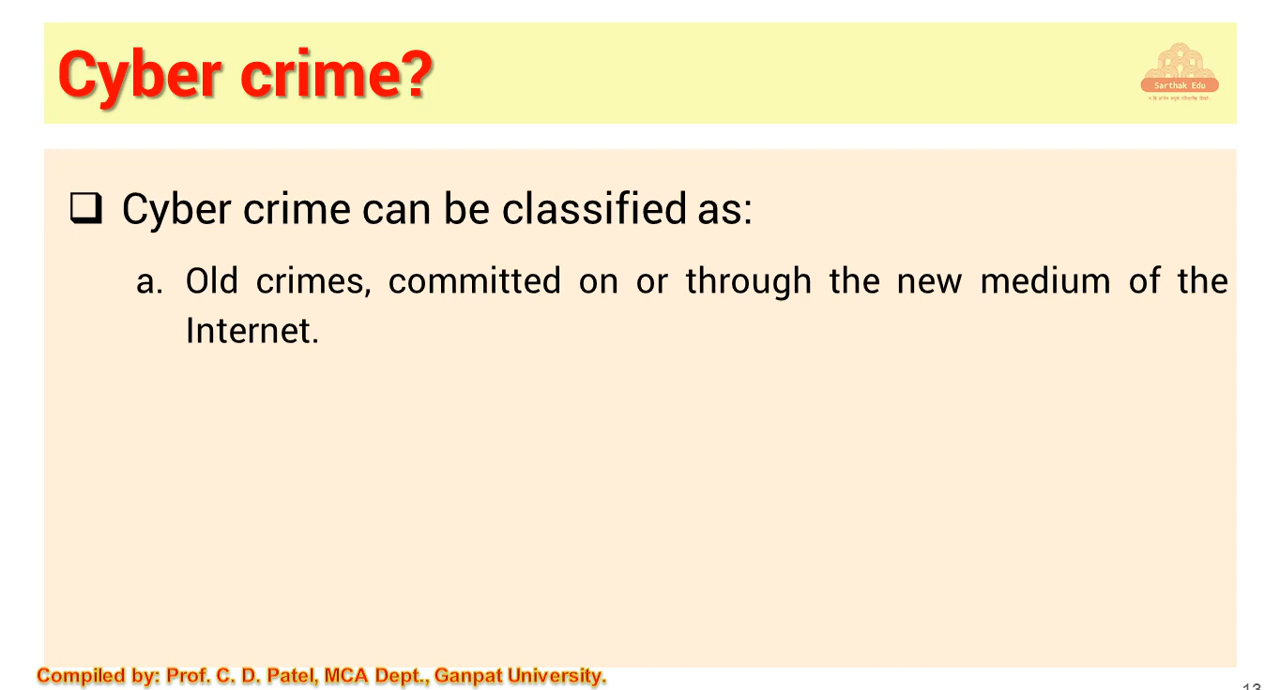 Cyber crime?
Sarthak Edu
❑ Cyber crime can be classified as:
a. Old crimes, committed on or through the new medium of the
Internet.
Compiled by: Prof. C. D. Patel, MCA Dept., Ganpat University.
13